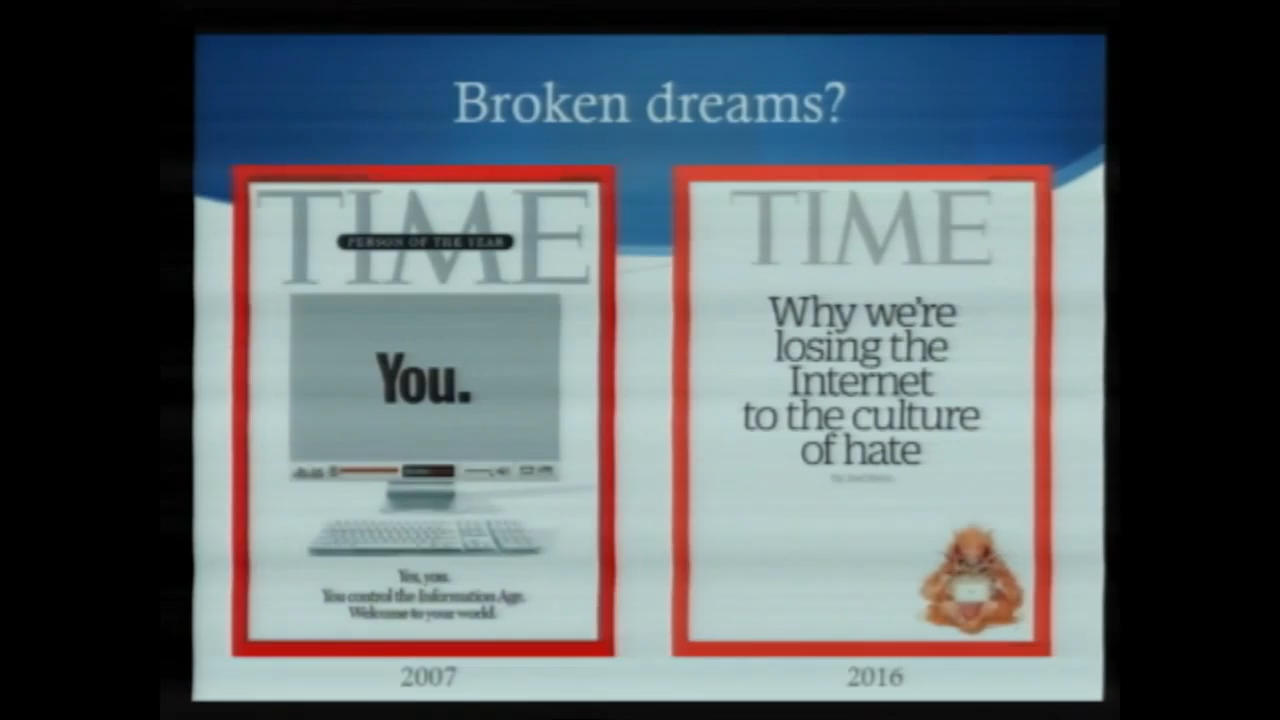 Broken dreams?
TIME
PERSON OF THE YEAR
You.
Yes, you.
You control the Information Age.
Welcome to your world.
2007
TIME
Why we're
losing the
Internet
to the culture
of hate
2016